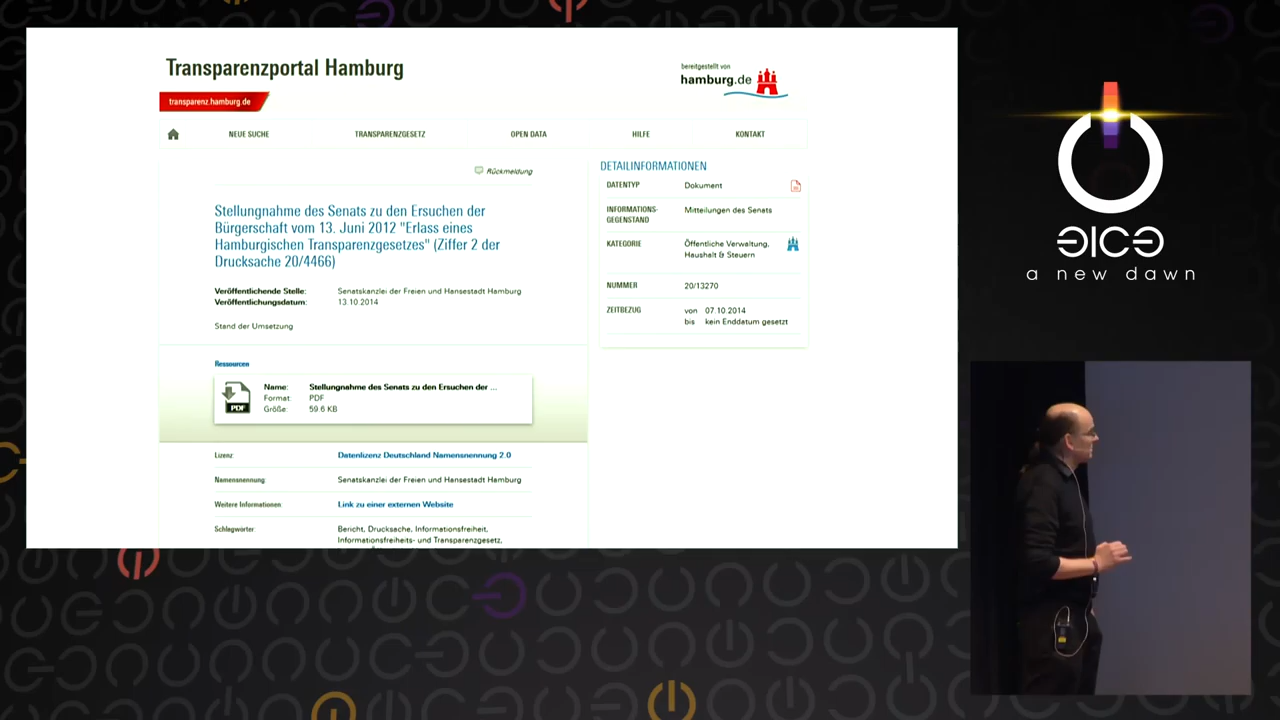 Transparenzportal Hamburg
bereitgestellt von
hamburg.de
transparenz.hamburg.de
NEUE SUCHE
TRANSPARENZGESETZ
OPEN DATA
HILFE
KONTAKT
Rückmeldung
Stellungnahme des Senats zu den Ersuchen der
Bürgerschaft vom 13. Juni 2012 "Erlass eines
Hamburgischen Transparenzgesetzes" (Ziffer 2 der
Drucksache 20/4466)
Veröffentlichende Stelle: Senatskanzlei der Freien und Hansestadt Hamburg
Veröffentlichungsdatum: 13.10.2014
Stand der Umsetzung
Ressourcen
PDF
Name: Stellungnahme des Senats zu den Ersuchen der ...
Format: PDF
Größe: 59.6 KB
Lizenz: Datenlizenz Deutschland Namensnennung 2.0
Namensnennung: Senatskanzlei der Freien und Hansestadt Hamburg
Weitere Informationen: Link zu einer externen Website
Schlagwörter: Bericht, Drucksache, Informationsfreiheit,
Informationsfreiheits- und Transparenzgesetz,
DETAILINFORMATIONEN
DATENTYP Dokument
INFORMATIONS-
GEGENSTAND Mitteilungen des Senats
KATEGORIE Öffentliche Verwaltung,
Haushalt & Steuern
NUMMER 20/13270
ZEITBEZUG von 07.10.2014
bis kein Enddatum gesetzt
a new dawn